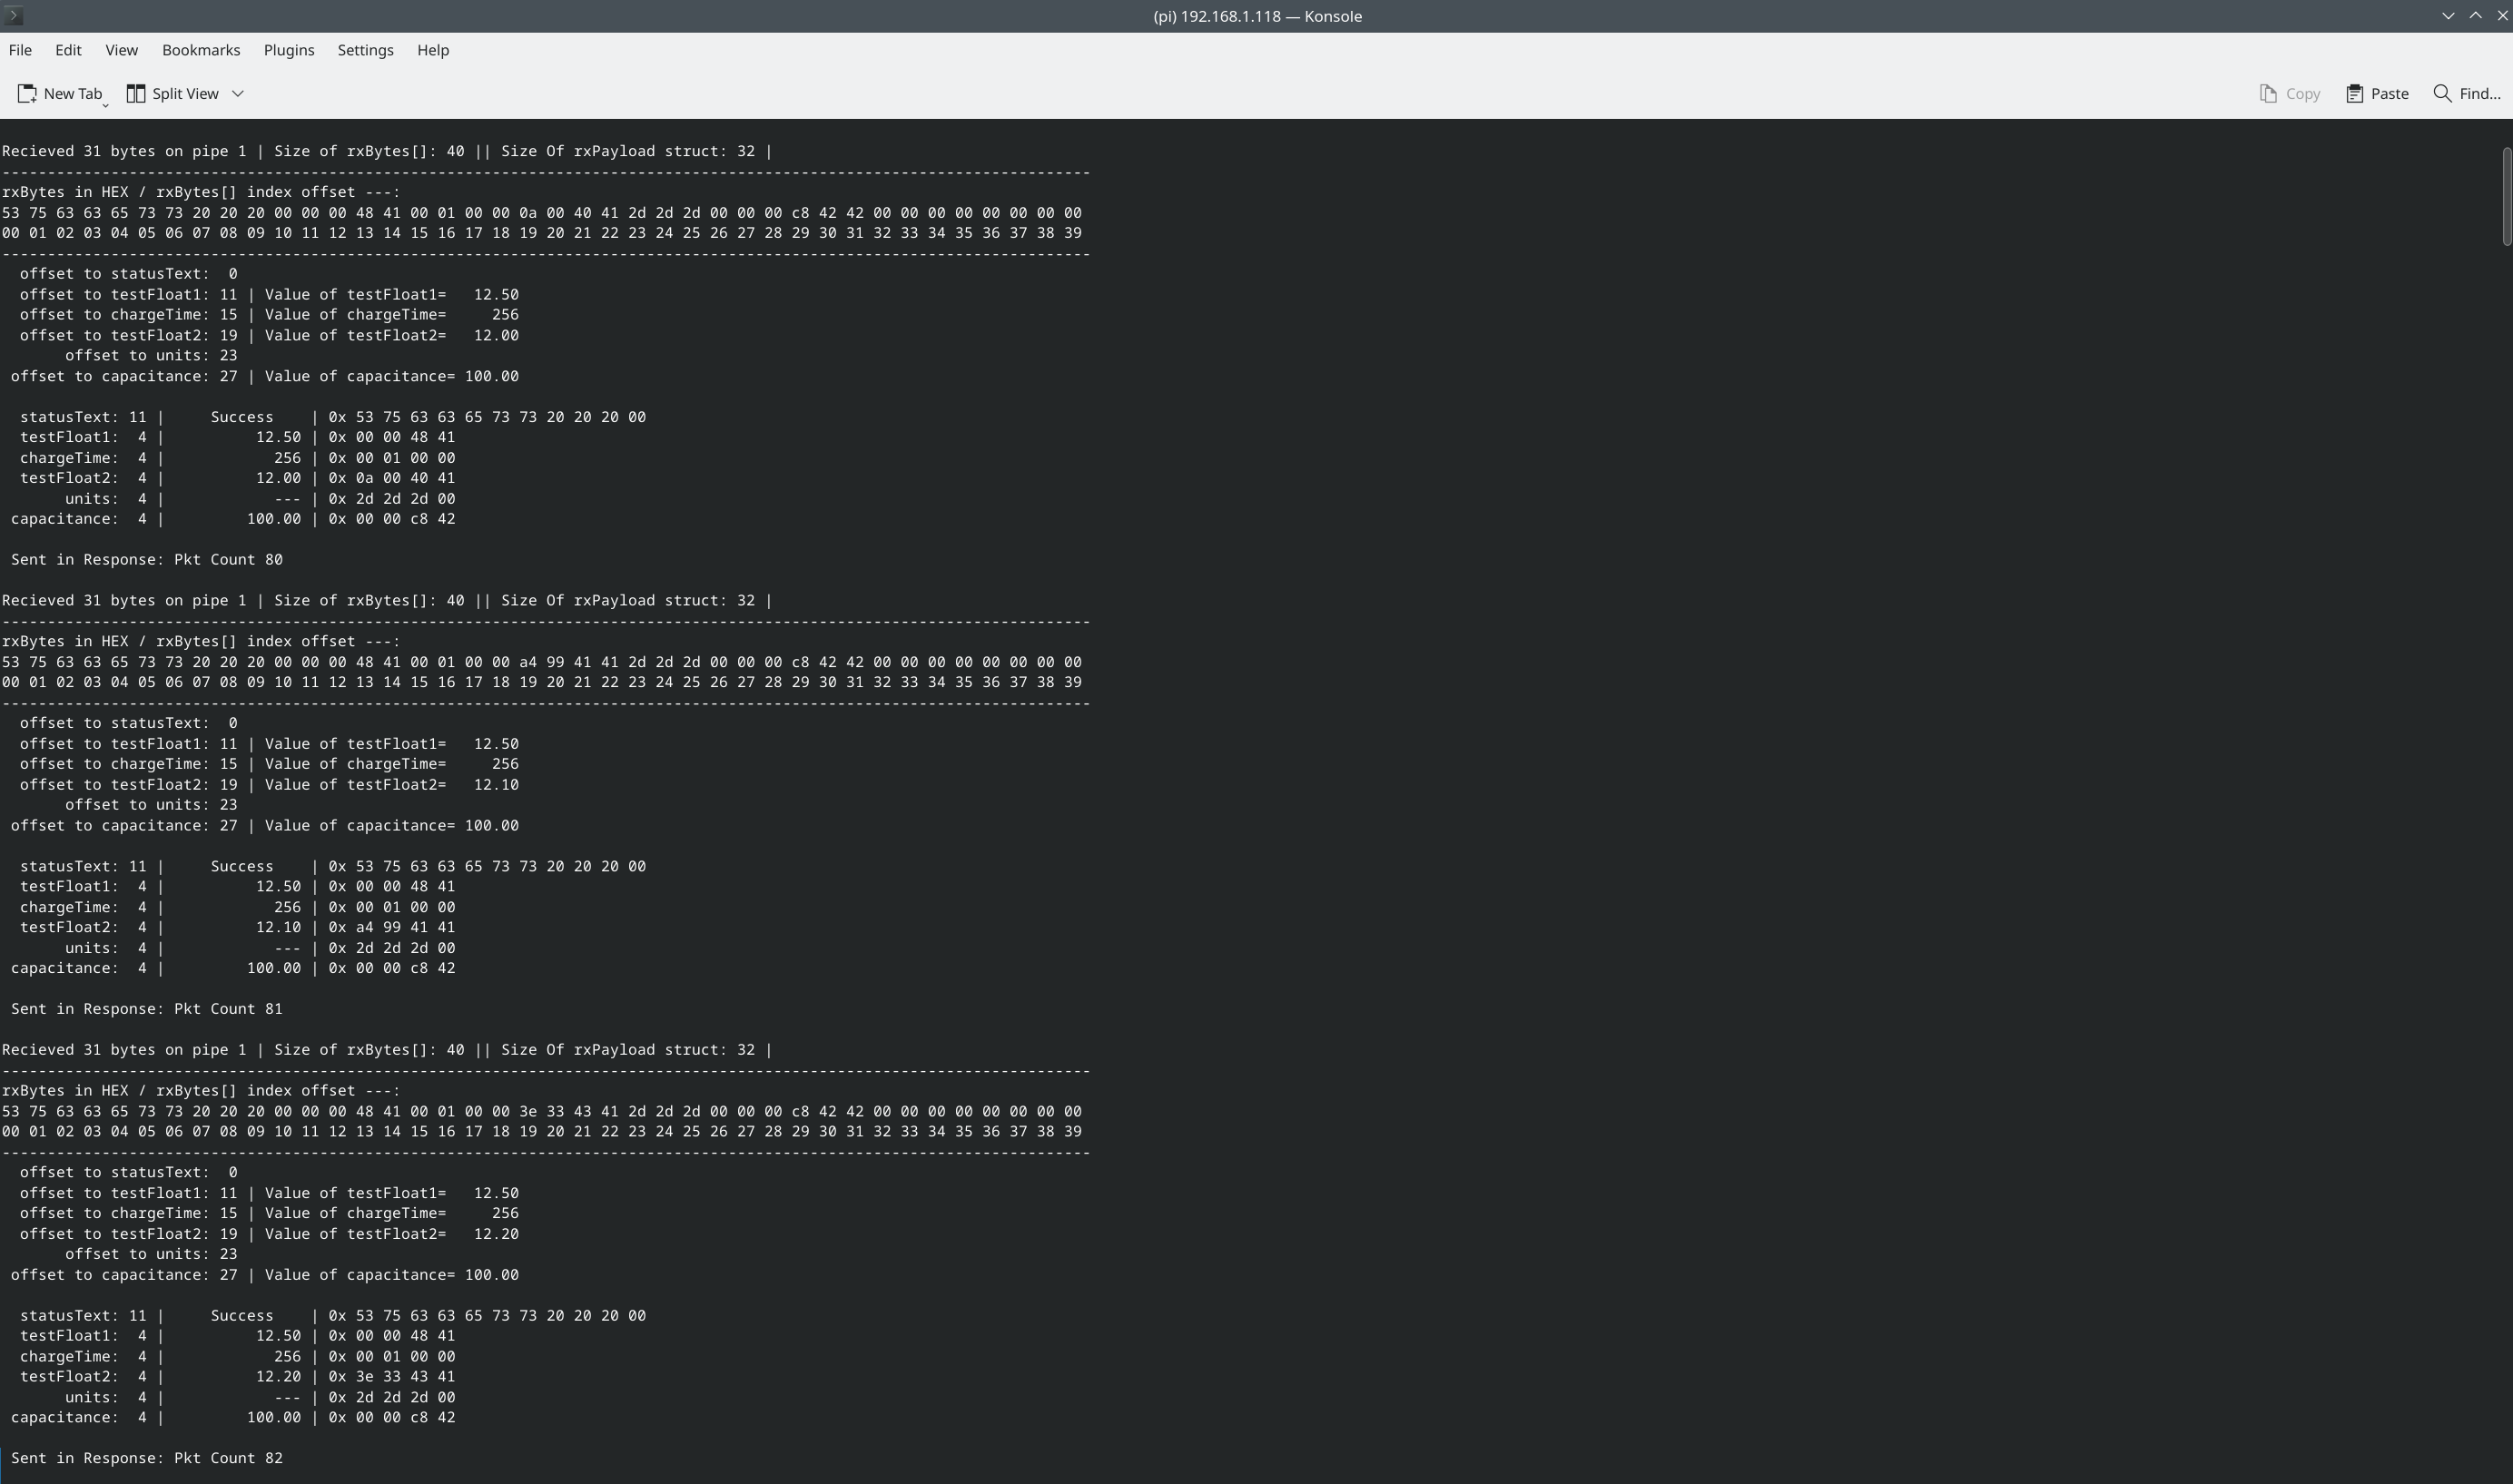 (pi) 192.168.1.118 — Konsole
File Edit View Bookmarks Plugins Settings Help
New Tab Split View Copy Paste Find...
Recieved 31 bytes on pipe 1 | Size of rxBytes[]: 40 || Size Of rxPayload struct: 32 |
------------------------------------------------------------------------------------------------------------------------
rxBytes in HEX / rxBytes[] index offset ---:
53 75 63 63 65 73 73 20 20 20 00 00 00 48 41 00 01 00 00 0a 00 40 41 2d 2d 2d 00 00 00 c8 42 42 00 00 00 00 00 00 00 00
00 01 02 03 04 05 06 07 08 09 10 11 12 13 14 15 16 17 18 19 20 21 22 23 24 25 26 27 28 29 30 31 32 33 34 35 36 37 38 39
------------------------------------------------------------------------------------------------------------------------
offset to statusText:  0
offset to testFloat1: 11 | Value of testFloat1=   12.50
offset to chargeTime: 15 | Value of chargeTime=     256
offset to testFloat2: 19 | Value of testFloat2=   12.00
offset to units: 23
offset to capacitance: 27 | Value of capacitance= 100.00
statusText: 11 |     Success    | 0x 53 75 63 63 65 73 73 20 20 20 00
testFloat1:  4 |          12.50 | 0x 00 00 48 41
chargeTime:  4 |            256 | 0x 00 01 00 00
testFloat2:  4 |          12.00 | 0x 0a 00 40 41
units:  4 |            --- | 0x 2d 2d 2d 00
capacitance:  4 |         100.00 | 0x 00 00 c8 42
Sent in Response: Pkt Count 80
Recieved 31 bytes on pipe 1 | Size of rxBytes[]: 40 || Size Of rxPayload struct: 32 |
------------------------------------------------------------------------------------------------------------------------
rxBytes in HEX / rxBytes[] index offset ---:
53 75 63 63 65 73 73 20 20 20 00 00 00 48 41 00 01 00 00 a4 99 41 41 2d 2d 2d 00 00 00 c8 42 42 00 00 00 00 00 00 00 00
00 01 02 03 04 05 06 07 08 09 10 11 12 13 14 15 16 17 18 19 20 21 22 23 24 25 26 27 28 29 30 31 32 33 34 35 36 37 38 39
------------------------------------------------------------------------------------------------------------------------
offset to statusText:  0
offset to testFloat1: 11 | Value of testFloat1=   12.50
offset to chargeTime: 15 | Value of chargeTime=     256
offset to testFloat2: 19 | Value of testFloat2=   12.10
offset to units: 23
offset to capacitance: 27 | Value of capacitance= 100.00
statusText: 11 |     Success    | 0x 53 75 63 63 65 73 73 20 20 20 00
testFloat1:  4 |          12.50 | 0x 00 00 48 41
chargeTime:  4 |            256 | 0x 00 01 00 00
testFloat2:  4 |          12.10 | 0x a4 99 41 41
units:  4 |            --- | 0x 2d 2d 2d 00
capacitance:  4 |         100.00 | 0x 00 00 c8 42
Sent in Response: Pkt Count 81
Recieved 31 bytes on pipe 1 | Size of rxBytes[]: 40 || Size Of rxPayload struct: 32 |
------------------------------------------------------------------------------------------------------------------------
rxBytes in HEX / rxBytes[] index offset ---:
53 75 63 63 65 73 73 20 20 20 00 00 00 48 41 00 01 00 00 3e 33 43 41 2d 2d 2d 00 00 00 c8 42 42 00 00 00 00 00 00 00 00
00 01 02 03 04 05 06 07 08 09 10 11 12 13 14 15 16 17 18 19 20 21 22 23 24 25 26 27 28 29 30 31 32 33 34 35 36 37 38 39
------------------------------------------------------------------------------------------------------------------------
offset to statusText:  0
offset to testFloat1: 11 | Value of testFloat1=   12.50
offset to chargeTime: 15 | Value of chargeTime=     256
offset to testFloat2: 19 | Value of testFloat2=   12.20
offset to units: 23
offset to capacitance: 27 | Value of capacitance= 100.00
statusText: 11 |     Success    | 0x 53 75 63 63 65 73 73 20 20 20 00
testFloat1:  4 |          12.50 | 0x 00 00 48 41
chargeTime:  4 |            256 | 0x 00 01 00 00
testFloat2:  4 |          12.20 | 0x 3e 33 43 41
units:  4 |            --- | 0x 2d 2d 2d 00
capacitance:  4 |         100.00 | 0x 00 00 c8 42
Sent in Response: Pkt Count 82